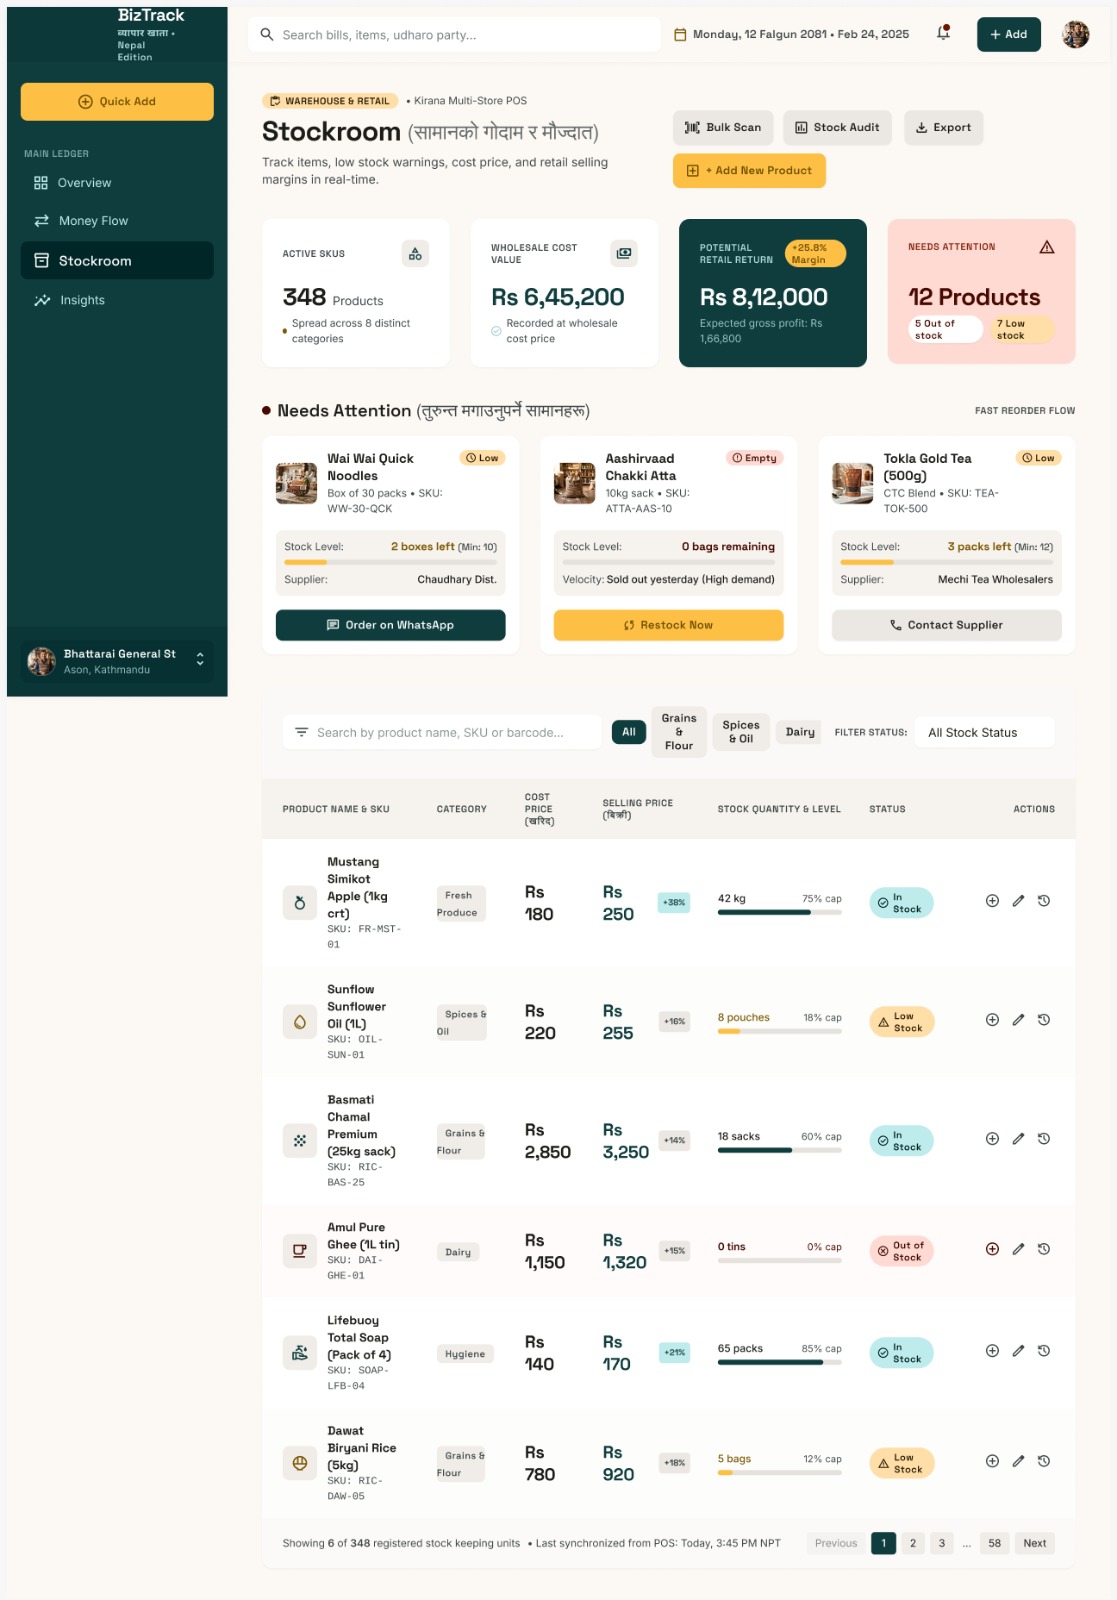 BizTrack
व्यापार खाता •
Nepal
Edition
Quick Add
MAIN LEDGER
Overview
Money Flow
Stockroom
Insights
Bhattarai General St
Ason, Kathmandu
Search bills, items, udharo party...
Monday, 12 Falgun 2081 • Feb 24, 2025
+ Add
WAREHOUSE & RETAIL • Kirana Multi-Store POS
Stockroom (सामानको गोदाम र मौज्दात)
Track items, low stock warnings, cost price, and retail selling
margins in real-time.
Bulk Scan
Stock Audit
Export
+ Add New Product
ACTIVE SKUS
348 Products
• Spread across 8 distinct
categories
WHOLESALE COST
VALUE
Rs 6,45,200
Recorded at wholesale
cost price
POTENTIAL
RETAIL RETURN
+25.8%
Margin
Rs 8,12,000
Expected gross profit: Rs
1,66,800
NEEDS ATTENTION
12 Products
5 Out of
stock
7 Low
stock
Needs Attention (तुरुन्त मगाउनुपर्ने सामानहरू)
FAST REORDER FLOW
Wai Wai Quick
Noodles
Low
Box of 30 packs • SKU:
WW-30-QCK
Stock Level: 2 boxes left (Min: 10)
Supplier: Chaudhary Dist.
Order on WhatsApp
Aashirvaad
Chakki Atta
Empty
10kg sack • SKU:
ATTA-AAS-10
Stock Level: 0 bags remaining
Velocity: Sold out yesterday (High demand)
Restock Now
Tokla Gold Tea
(500g)
Low
CTC Blend • SKU: TEA-
TOK-500
Stock Level: 3 packs left (Min: 12)
Supplier: Mechi Tea Wholesalers
Contact Supplier
Search by product name, SKU or barcode...
All
Grains
&
Flour
Spices
& Oil
Dairy
FILTER STATUS:
All Stock Status
PRODUCT NAME & SKU
CATEGORY
COST
PRICE
(खरिद)
SELLING PRICE
(बिक्री)
STOCK QUANTITY & LEVEL
STATUS
ACTIONS
Mustang
Simikot
Apple (1kg
crt)
SKU: FR-MST-
01
Fresh
Produce
Rs
180
Rs
250
+38%
42 kg 75% cap
In
Stock
Sunflow
Sunflower
Oil (1L)
SKU: OIL-
SUN-01
Spices &
Oil
Rs
220
Rs
255
+16%
8 pouches 18% cap
Low
Stock
Basmati
Chamal
Premium
(25kg sack)
SKU: RIC-
BAS-25
Grains &
Flour
Rs
2,850
Rs
3,250
+14%
18 sacks 60% cap
In
Stock
Amul Pure
Ghee (1L tin)
SKU: DAI-
GHE-01
Dairy
Rs
1,150
Rs
1,320
+15%
0 tins 0% cap
Out of
Stock
Lifebuoy
Total Soap
(Pack of 4)
SKU: SOAP-
LFB-04
Hygiene
Rs
140
Rs
170
+21%
65 packs 85% cap
In
Stock
Dawat
Biryani Rice
(5kg)
SKU: RIC-
DAW-05
Grains &
Flour
Rs
780
Rs
920
+18%
5 bags 12% cap
Low
Stock
Showing 6 of 348 registered stock keeping units • Last synchronized from POS: Today, 3:45 PM NPT
Previous 1 2 3 ... 58 Next